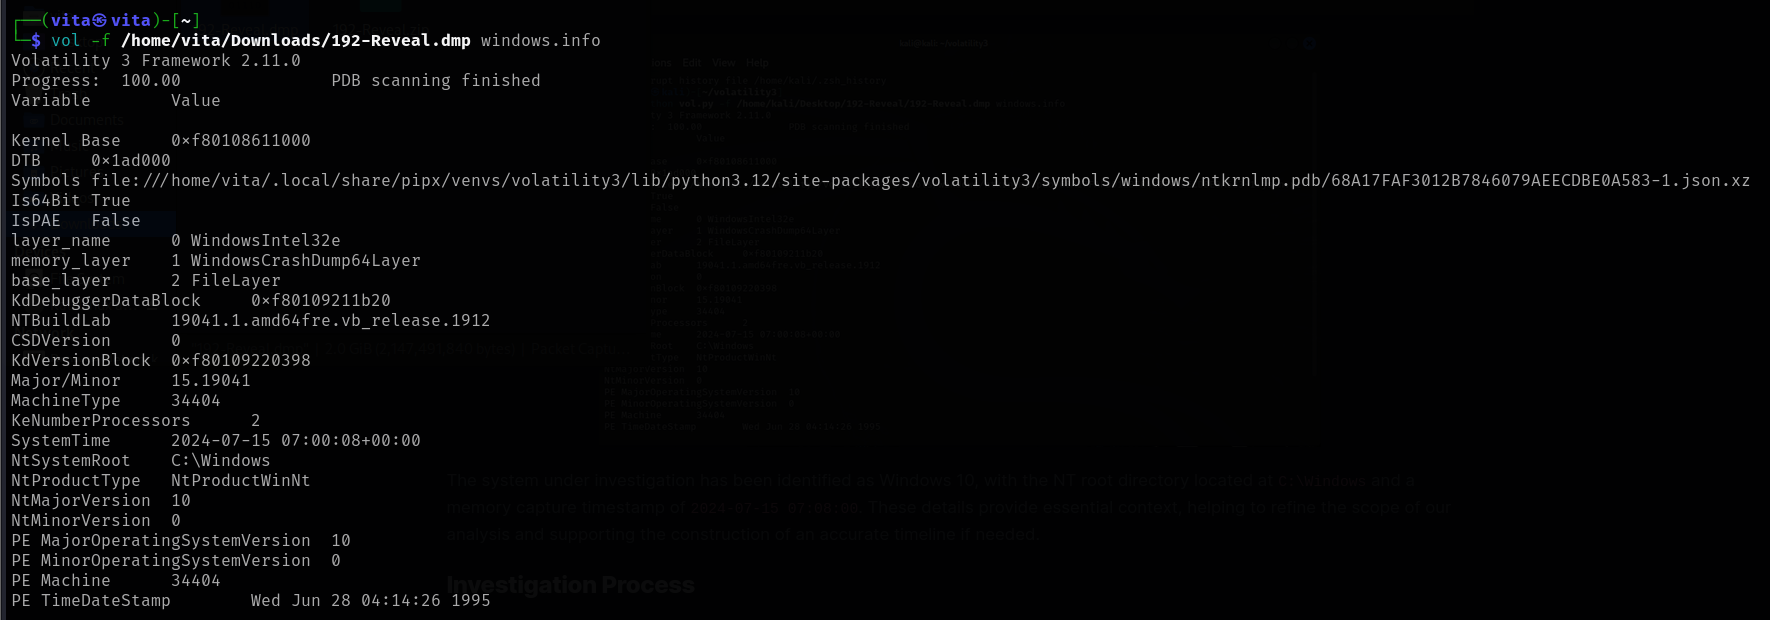 ┌──(vita㉿vita)-[~]
└─$ vol -f /home/vita/Downloads/192-Reveal.dmp windows.info
Volatility 3 Framework 2.11.0
Progress:  100.00               PDB scanning finished
Variable        Value
Kernel Base     0×f80108611000
DTB     0×1ad000
Symbols file:///home/vita/.local/share/pipx/venvs/volatility3/lib/python3.12/site-packages/volatility3/symbols/windows/ntkrnlmp.pdb/68A17FAF3012B7846079AEECDBE0A583-1.json.xz
Is64Bit True
IsPAE   False
layer_name      0 WindowsIntel32e
memory_layer    1 WindowsCrashDump64Layer
base_layer      2 FileLayer
KdDebuggerDataBlock     0×f80109211b20
NTBuildLab      19041.1.amd64fre.vb_release.1912
CSDVersion      0
KdVersionBlock  0×f80109220398
Major/Minor     15.19041
MachineType     34404
KeNumberProcessors      2
SystemTime      2024-07-15 07:00:08+00:00
NtSystemRoot    C:\Windows
NtProductType   NtProductWinNt
NtMajorVersion  10
NtMinorVersion  0
PE MajorOperatingSystemVersion  10
PE MinorOperatingSystemVersion  0
PE Machine      34404
PE TimeDateStamp        Wed Jun 28 04:14:26 1995
The system under investigation has been identified as Windows 10, with the NT root directory located at C:\Windows and a
memory capture timestamp of 2024-07-15 07:00:00. These details provide essential context, helping to refine the scope of our
analysis and supporting the construction of an accurate timeline if needed.
Investigation Process